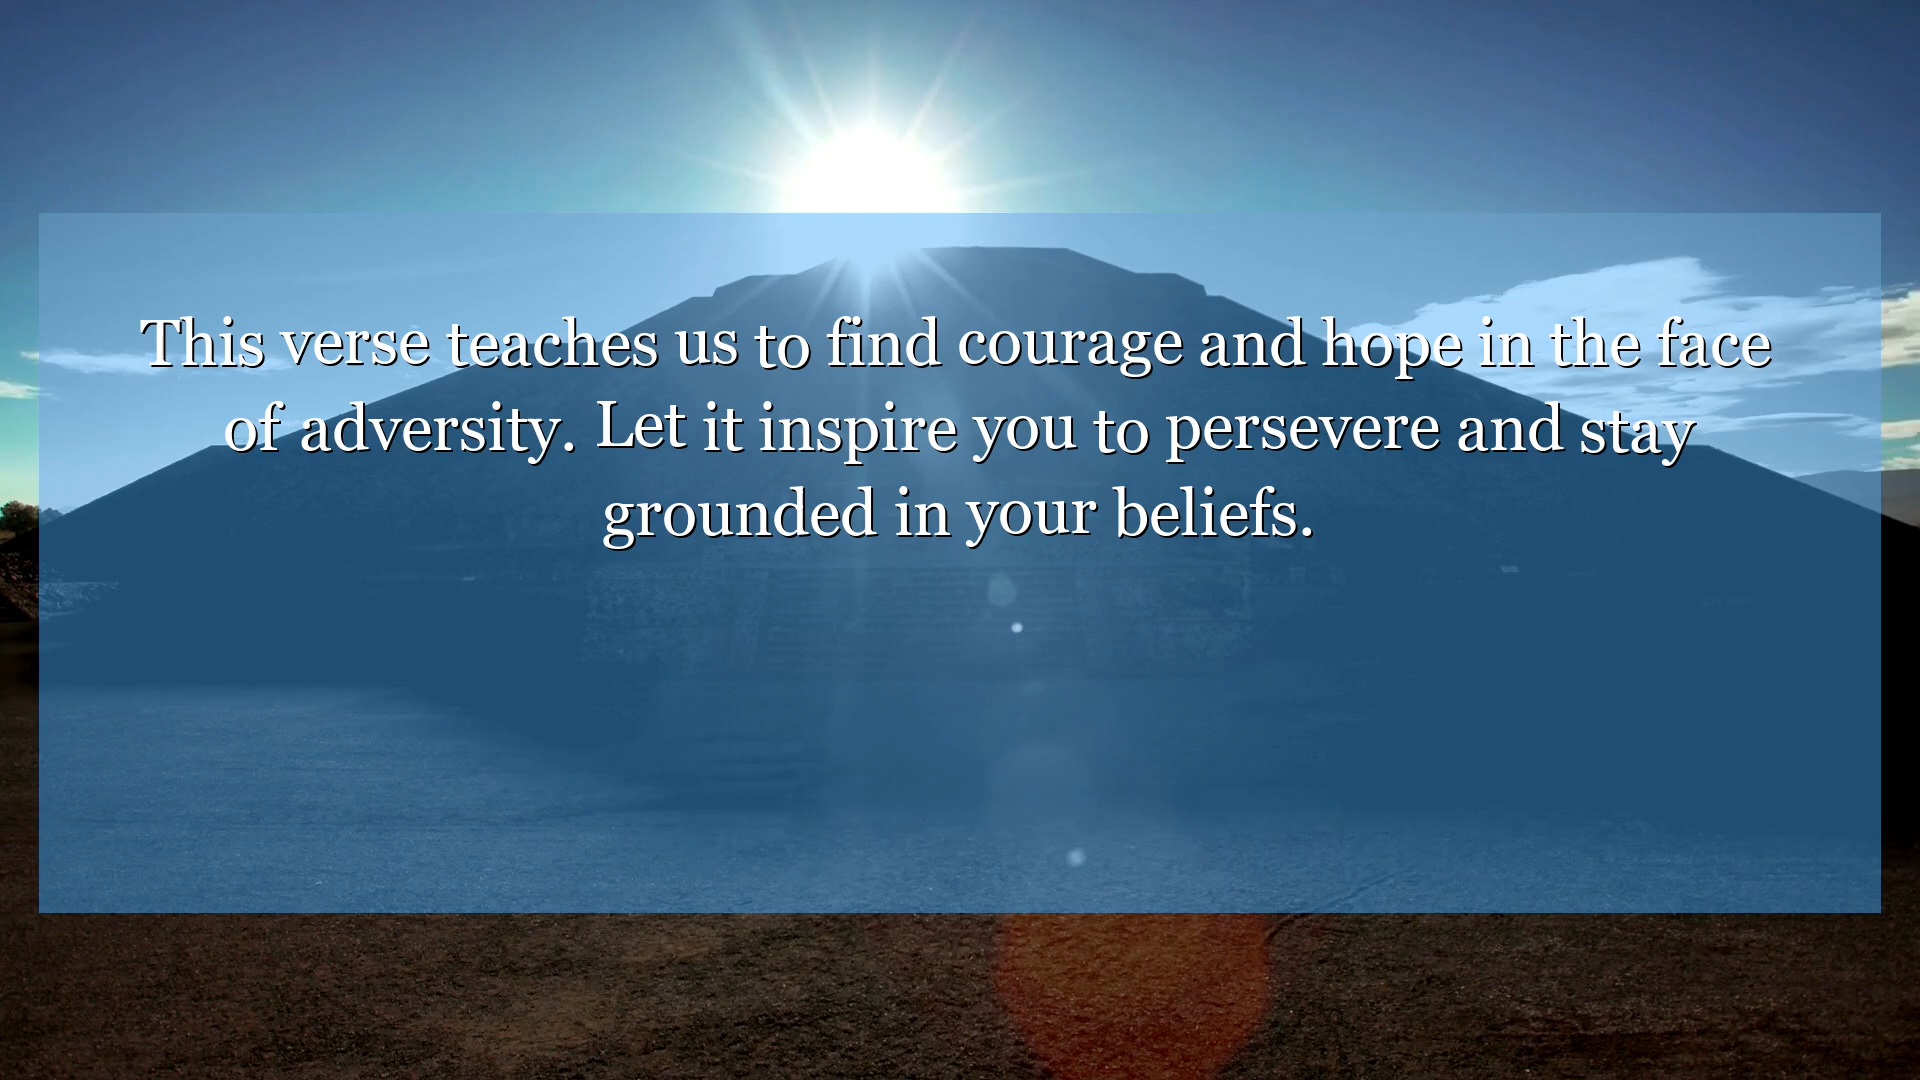 This verse teaches us to find courage and hope in the face
of adversity. Let it inspire you to persevere and stay
grounded in your beliefs.